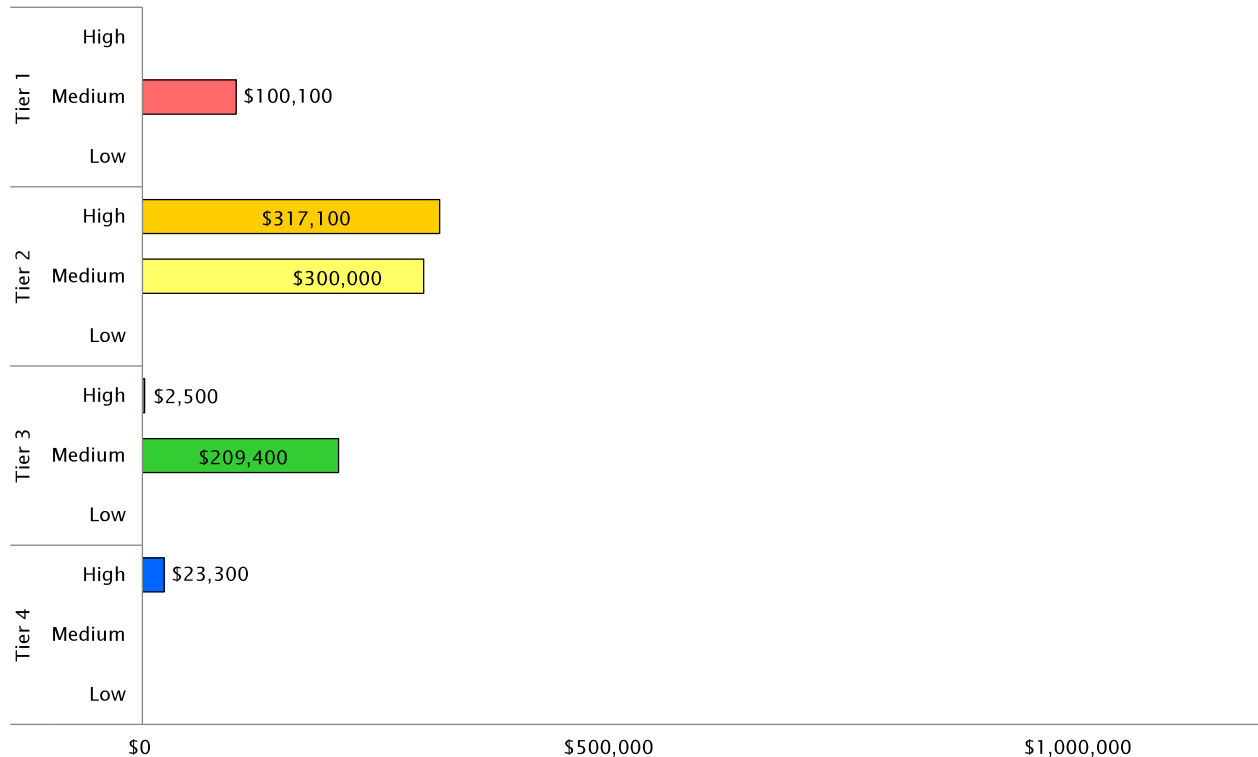 Tier 1
High
Medium $100,100
Low
Tier 2
High $317,100
Medium $300,000
Low
Tier 3
High $2,500
Medium $209,400
Low
Tier 4
High $23,300
Medium
Low
$0 $500,000 $1,000,000